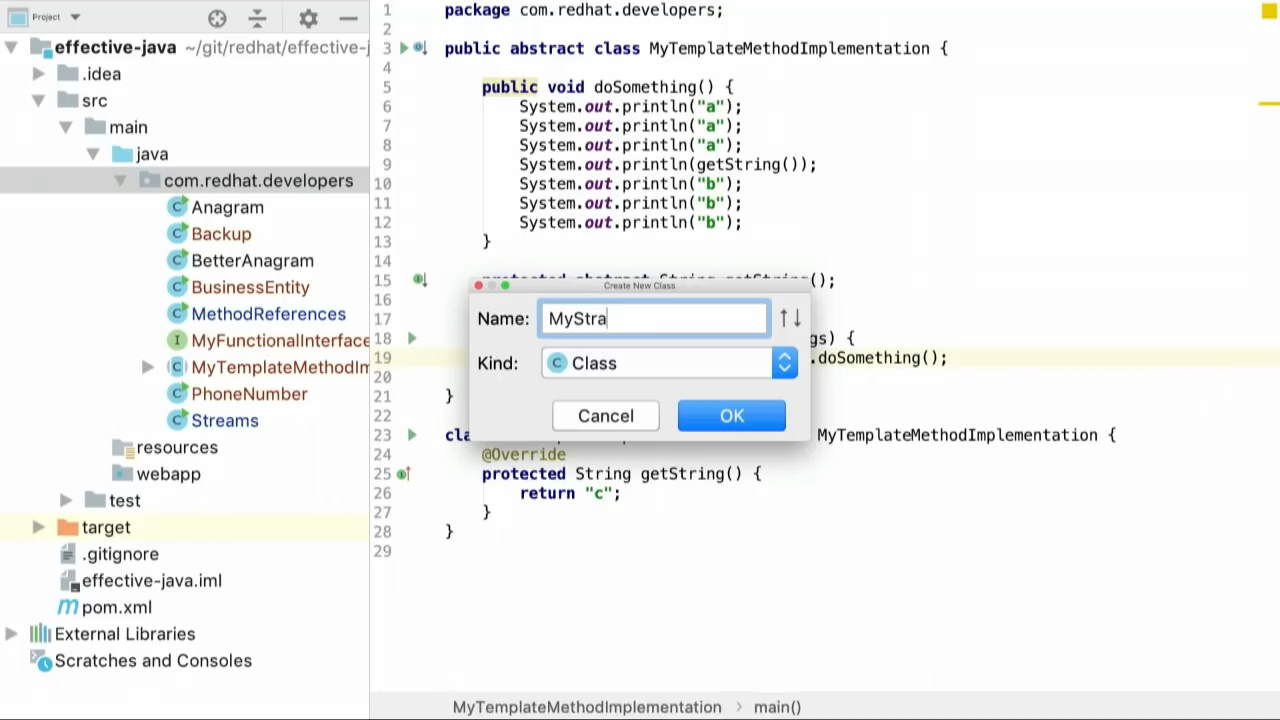 Project
effective-java ~/git/redhat/effective-j
.idea
src
main
java
com.redhat.developers
Anagram
Backup
BetterAnagram
BusinessEntity
MethodReferences
MyFunctionalInterface
MyTemplateMethodIm
PhoneNumber
Streams
resources
webapp
test
target
.gitignore
effective-java.iml
pom.xml
External Libraries
Scratches and Consoles
1 package com.redhat.developers;
2
3 public abstract class MyTemplateMethodImplementation {
4
5 public void doSomething() {
6 System.out.println("a");
7 System.out.println("a");
8 System.out.println("a");
9 System.out.println(getString());
10 System.out.println("b");
11 System.out.println("b");
12 System.out.println("b");
13 }
14
15 protected abstract String getString();
16
17
18 gs) {
19 .doSomething();
20
21 }
22
23 cla MyTemplateMethodImplementation {
24 @Override
25 protected String getString() {
26 return "c";
27 }
28 }
29
Create New Class
Name: MyStra
Kind: Class
Cancel OK
MyTemplateMethodImplementation > main()